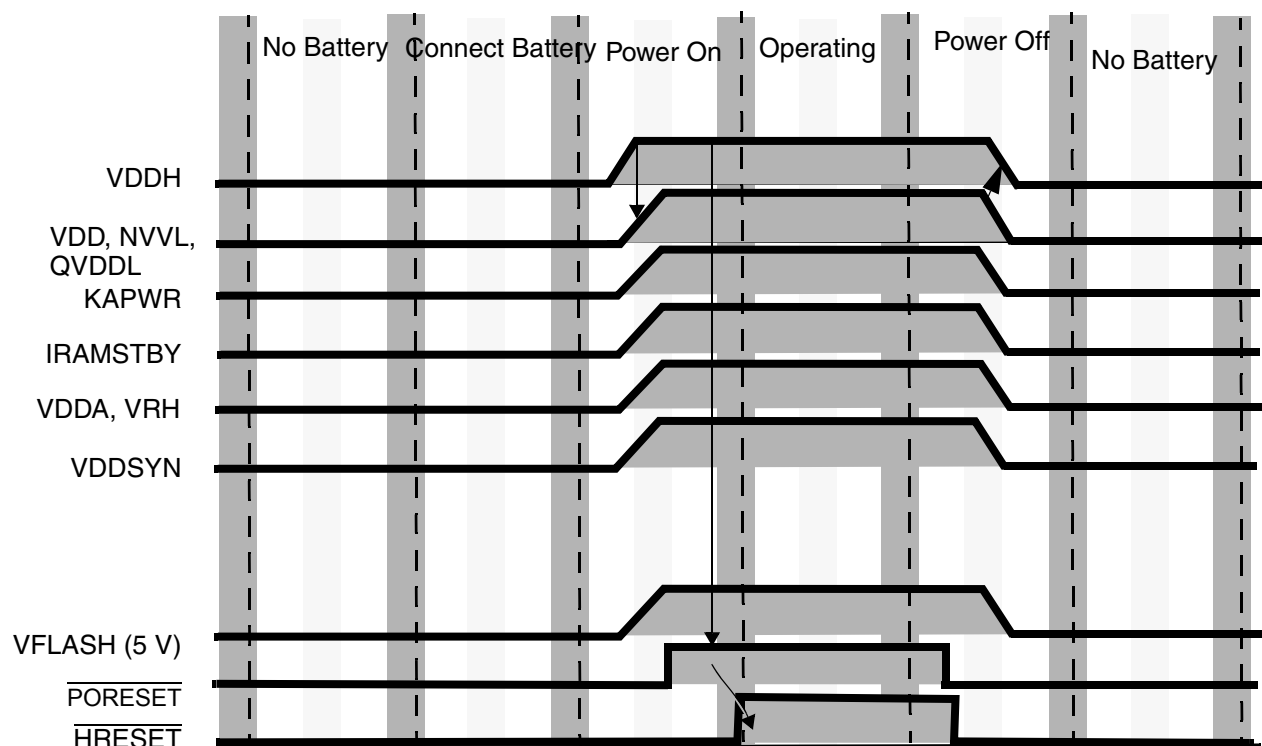 No Battery
Connect Battery
Power On
Operating
Power Off
No Battery
VDDH
VDD, NVVL,
QVDDL
KAPWR
IRAMSTBY
VDDA, VRH
VDDSYN
VFLASH (5 V)
PORESET
HRESET